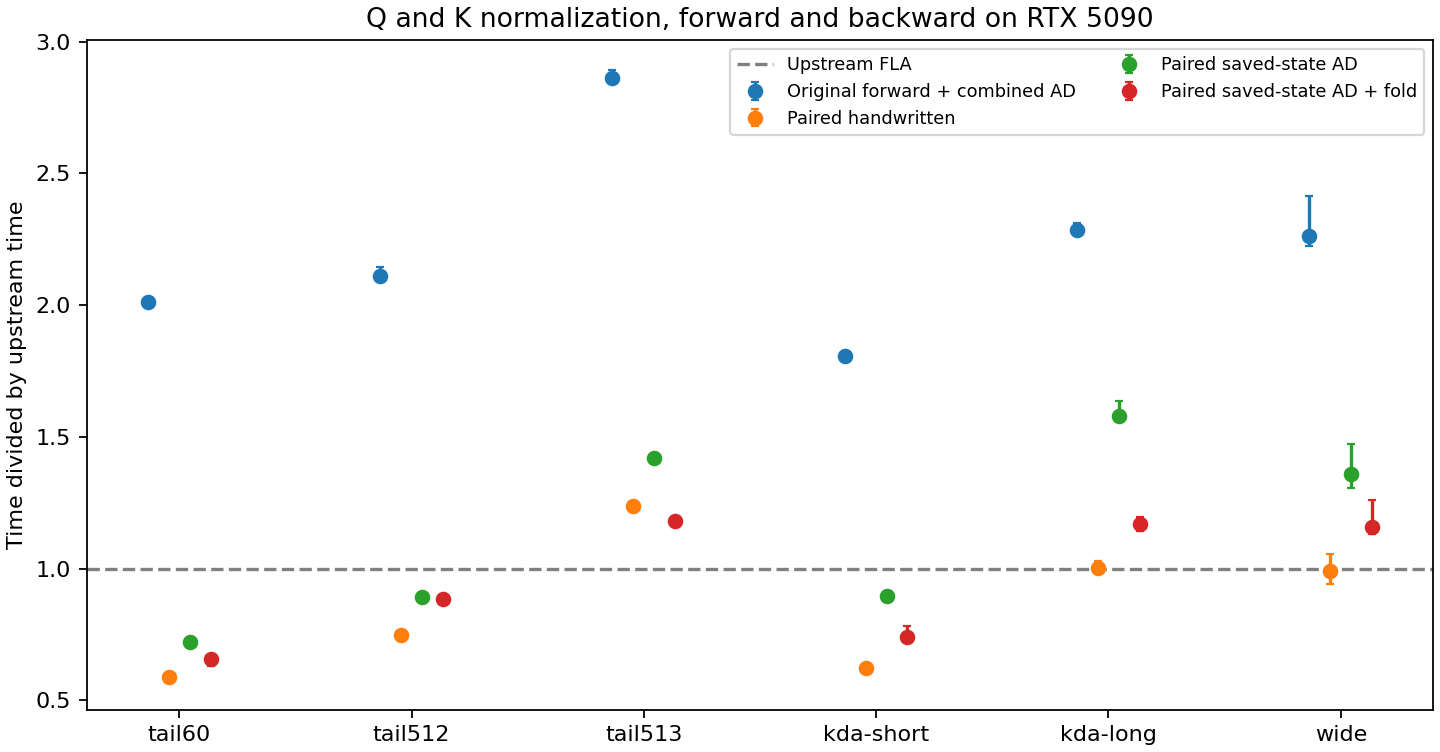 Q and K normalization, forward and backward on RTX 5090
Time divided by upstream time
3.0
2.5
2.0
1.5
1.0
0.5
Upstream FLA
Original forward + combined AD
Paired handwritten
Paired saved-state AD
Paired saved-state AD + fold
tail60
tail512
tail513
kda-short
kda-long
wide